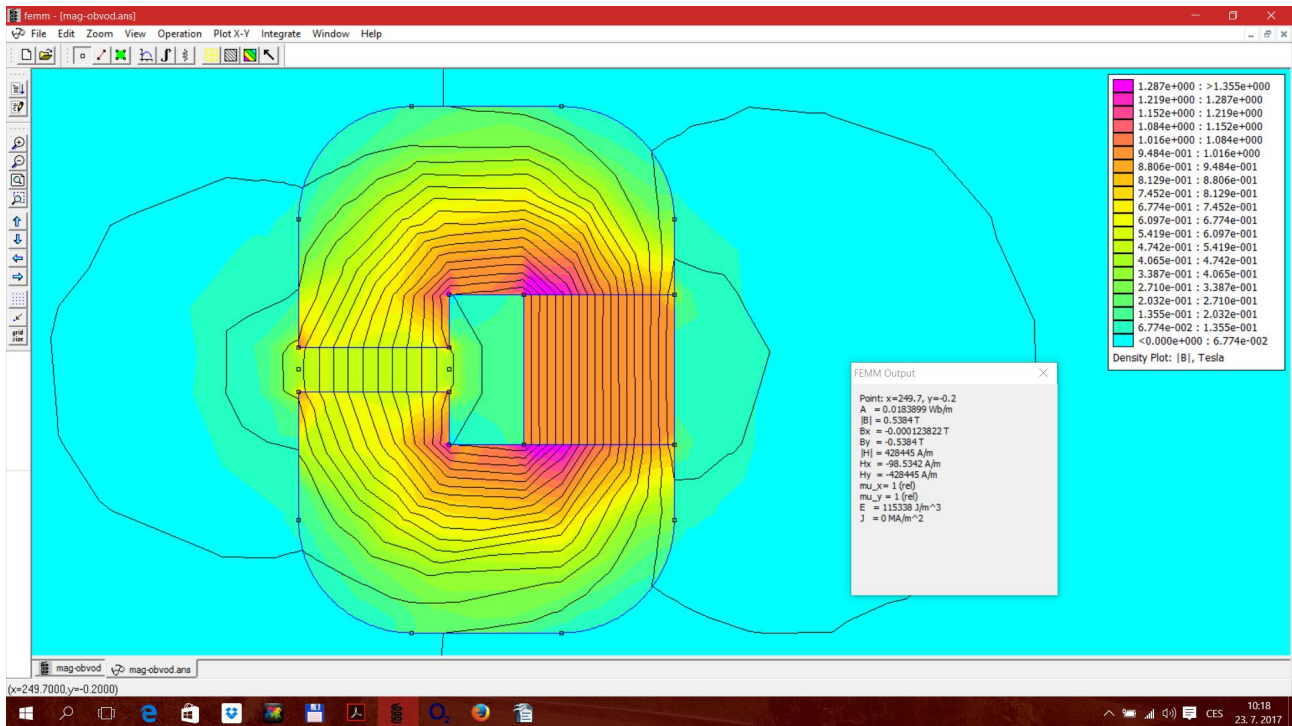 femm - [mag-obvod.ans]
File Edit Zoom View Operation Plot X-Y Integrate Window Help
grid
size
1.287e+000 : >1.355e+000
1.219e+000 : 1.287e+000
1.152e+000 : 1.219e+000
1.084e+000 : 1.152e+000
1.016e+000 : 1.084e+000
9.484e-001 : 1.016e+000
8.806e-001 : 9.484e-001
8.129e-001 : 8.806e-001
7.452e-001 : 8.129e-001
6.774e-001 : 7.452e-001
6.097e-001 : 6.774e-001
5.419e-001 : 6.097e-001
4.742e-001 : 5.419e-001
4.065e-001 : 4.742e-001
3.387e-001 : 4.065e-001
2.710e-001 : 3.387e-001
2.032e-001 : 2.710e-001
1.355e-001 : 2.032e-001
6.774e-002 : 1.355e-001
<0.000e+000 : 6.774e-002
Density Plot: |B|, Tesla
FEMM Output
Point: x=249.7, y=-0.2
A = 0.0183899 Wb/m
|B| = 0.5384 T
Bx = -0.000123822 T
By = -0.5384 T
|H| = 428445 A/m
Hx = -98.5342 A/m
Hy = -428445 A/m
mu_x= 1 (rel)
mu_y = 1 (rel)
E = 115338 J/m^3
J = 0 MA/m^2
mag-obvod mag-obvod.ans
(x=249.7000,y=-0.2000)
CES
10:18
23. 7. 2017